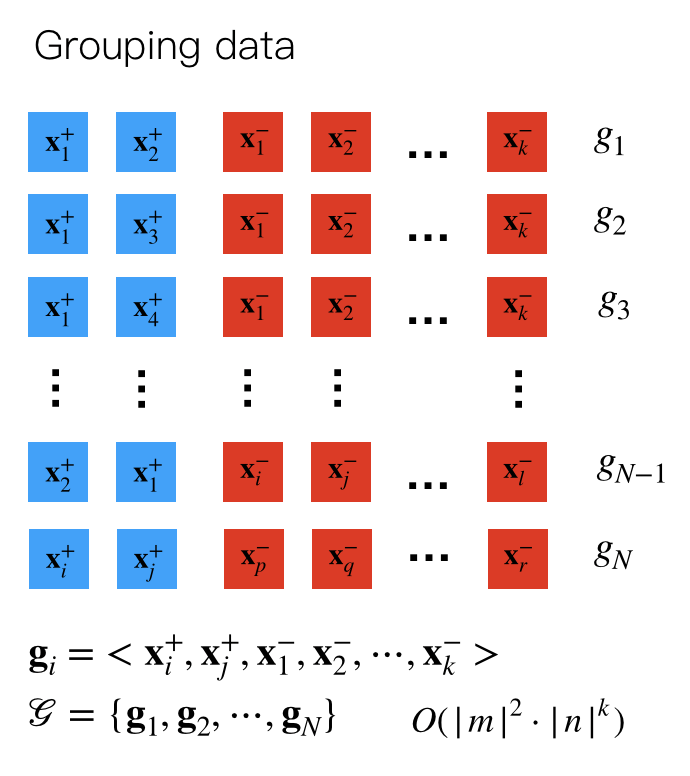 Grouping data
x₁⁺ x₂⁺ x₁⁻ x₂⁻ ... xₖ⁻ g₁
x₁⁺ x₃⁺ x₁⁻ x₂⁻ ... xₖ⁻ g₂
x₁⁺ x₄⁺ x₁⁻ x₂⁻ ... xₖ⁻ g₃
⋮ ⋮ ⋮ ⋮ ⋮
x₂⁺ x₁⁺ xᵢ⁻ xⱼ⁻ ... xₗ⁻ g_{N−1}
xᵢ⁺ xⱼ⁺ xₚ⁻ x_q⁻ ... xᵣ⁻ g_N
gᵢ = < xᵢ⁺, xⱼ⁺, x₁⁻, x₂⁻, ⋯, xₖ⁻ >
𝒢 = {g₁, g₂, ⋯, g_N} O(|m|² · |n|ᵏ)